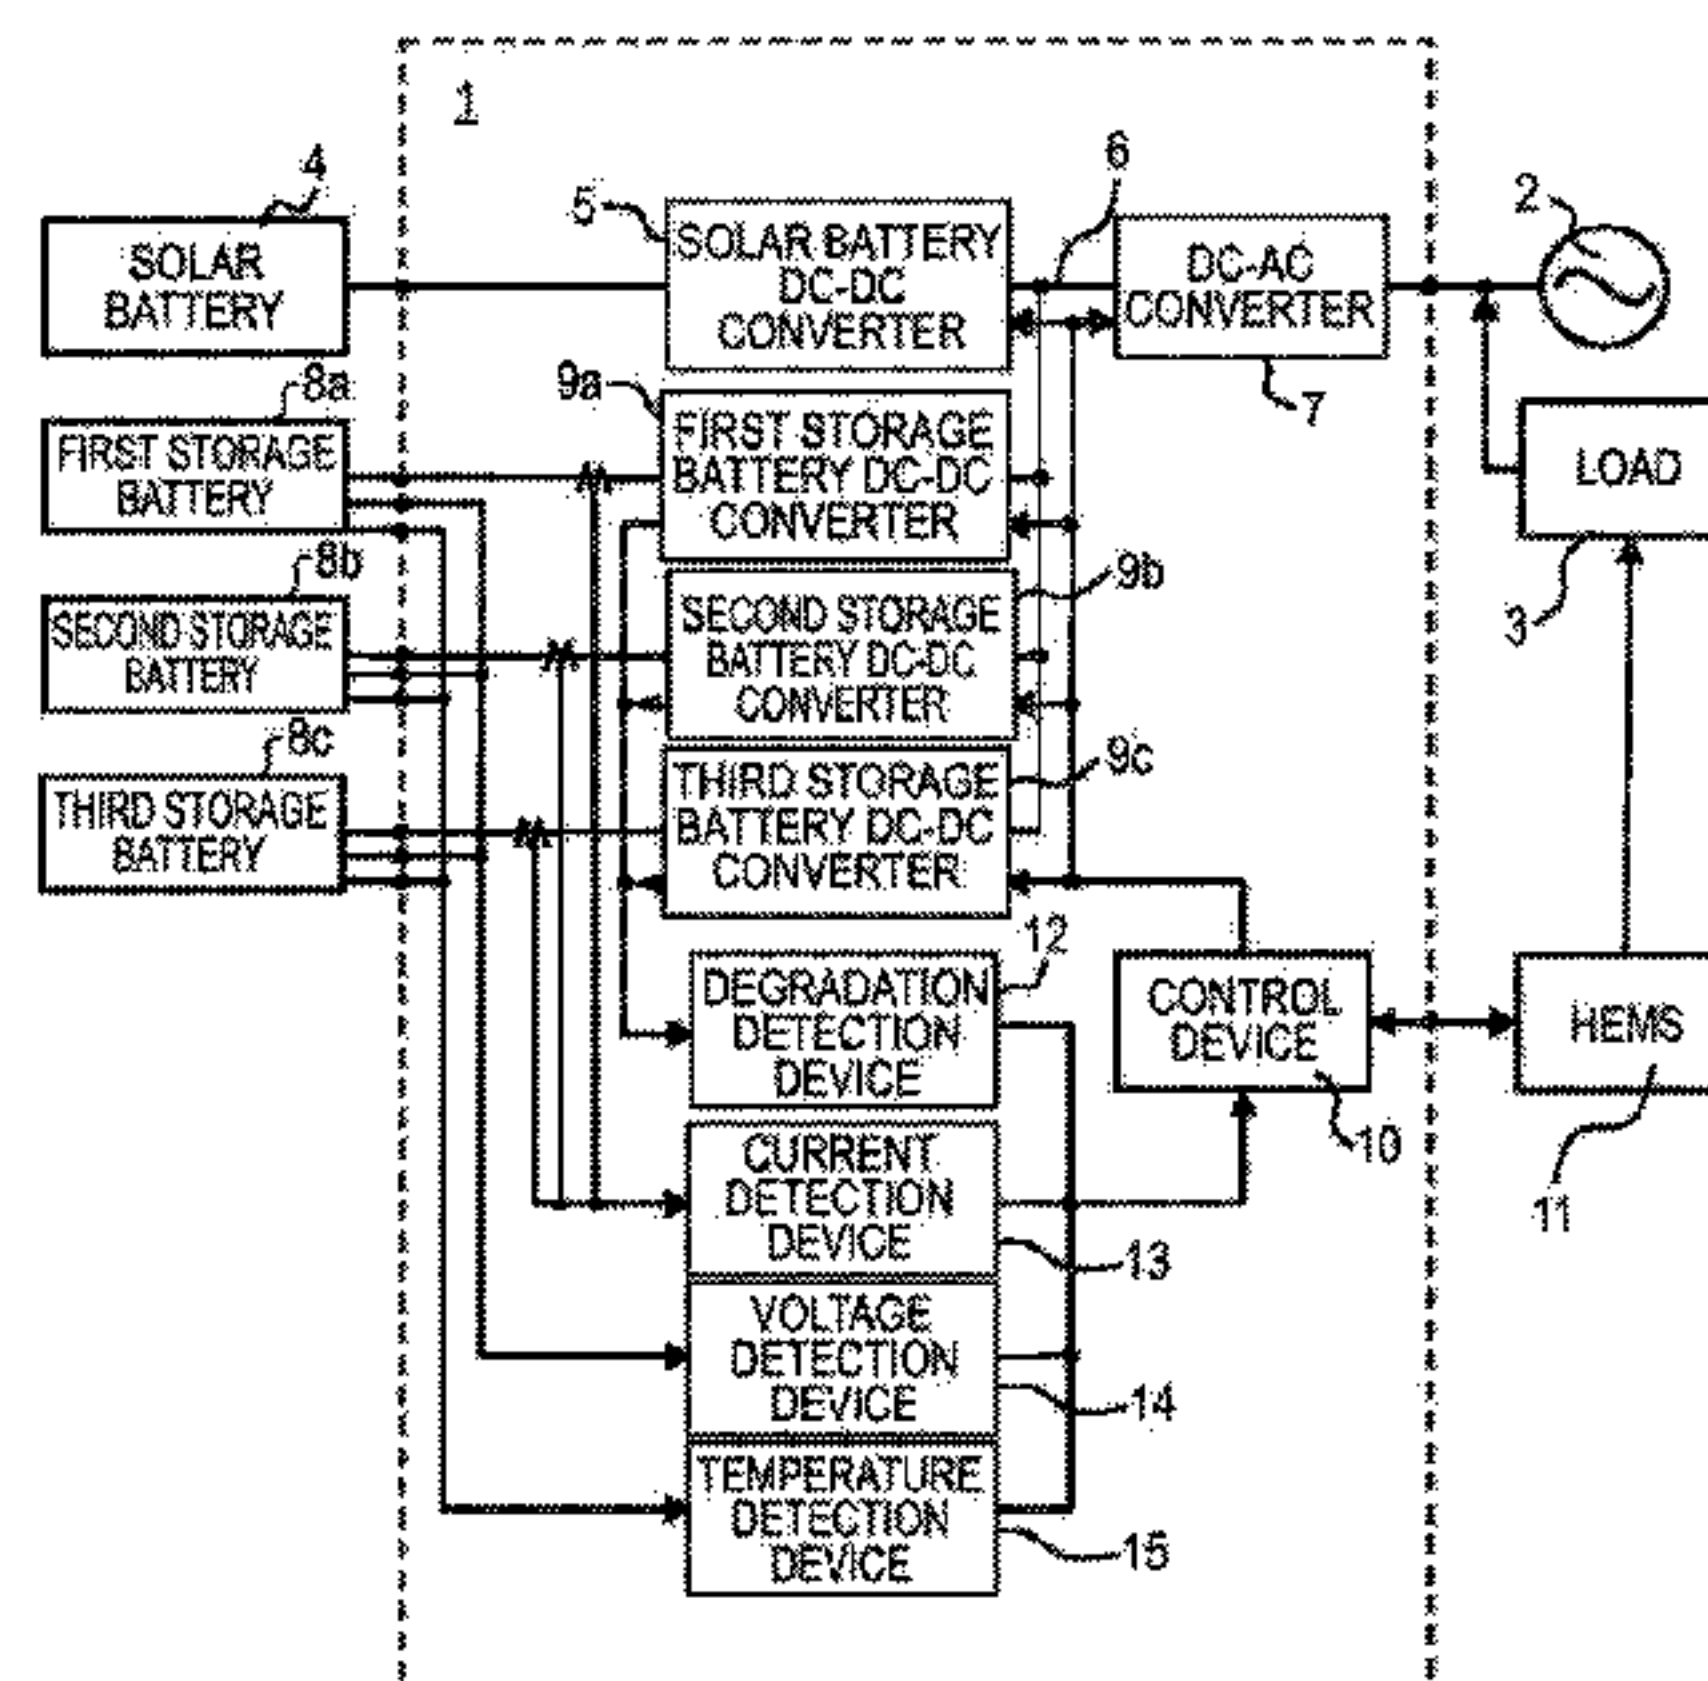 1
4
SOLAR
BATTERY
5
SOLAR BATTERY
DC-DC
CONVERTER
6
DC-AC
CONVERTER
7
2
8a
FIRST STORAGE
BATTERY
9a
FIRST STORAGE
BATTERY DC-DC
CONVERTER
LOAD
3
8b
SECOND STORAGE
BATTERY
9b
SECOND STORAGE
BATTERY DC-DC
CONVERTER
8c
THIRD STORAGE
BATTERY
9c
THIRD STORAGE
BATTERY DC-DC
CONVERTER
12
DEGRADATION
DETECTION
DEVICE
CONTROL
DEVICE
10
HEMS
11
CURRENT
DETECTION
DEVICE
13
VOLTAGE
DETECTION
DEVICE
14
TEMPERATURE
DETECTION
DEVICE
15